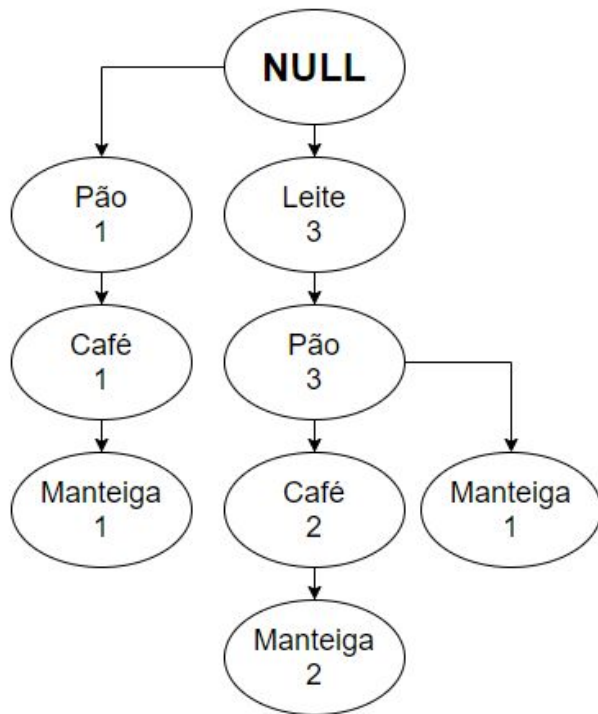 NULL
Pão
1
Leite
3
Café
1
Pão
3
Manteiga
1
Café
2
Manteiga
1
Manteiga
2